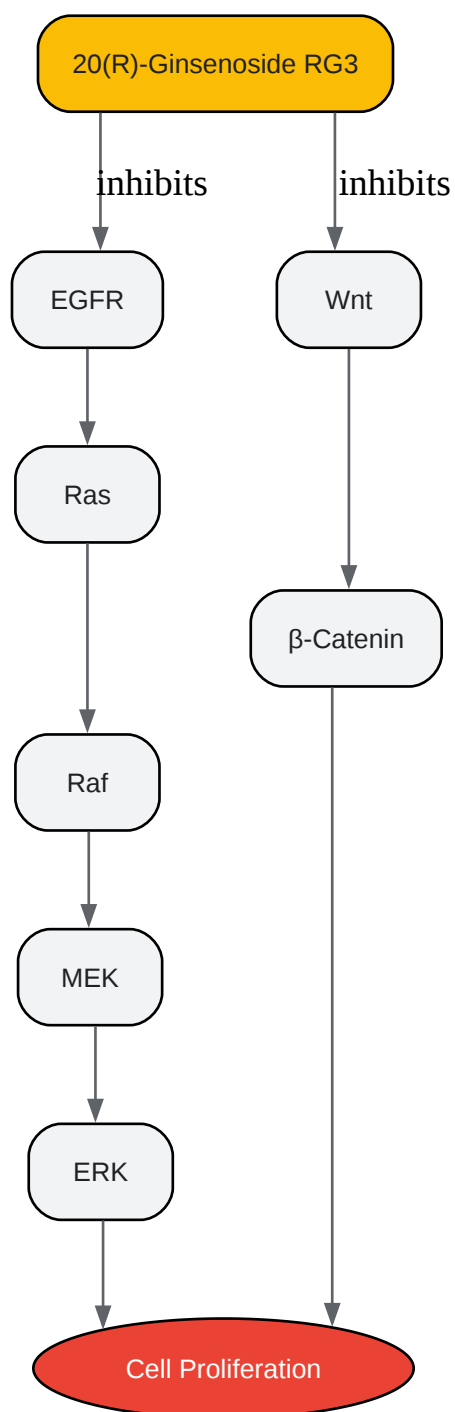 20(R)-Ginsenoside RG3
inhibits
inhibits
EGFR
Wnt
Ras
β-Catenin
Raf
MEK
ERK
Cell Proliferation